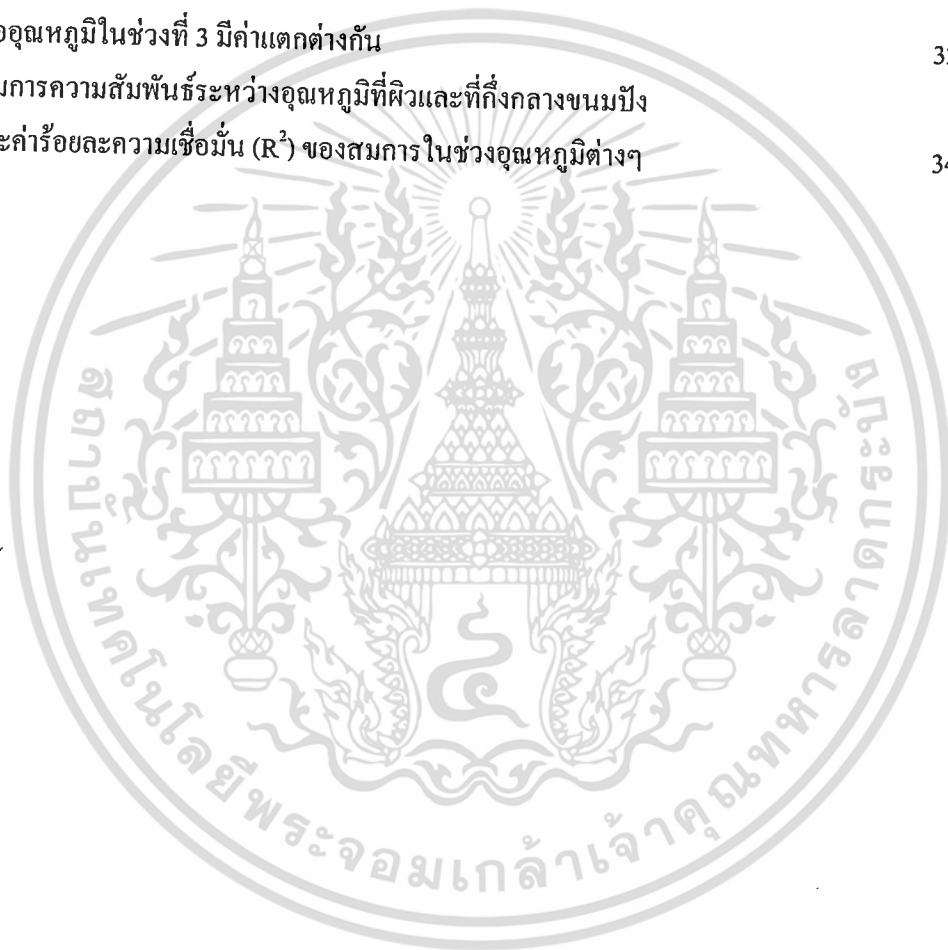 ออุณหภูมิในช่วงที่ 3 มีค่าแตกต่างกัน
มการความสัมพันธ์ระหว่างอุณหภูมิที่ผิวและที่กึ่งกลางขนมปัง
ะค่าร้อยละความเชื่อมั่น (R²) ของสมการในช่วงอุณหภูมิต่างๆ 34
สถาบันเทคโนโลยีพระจอมเกล้าเจ้าคุณทหารลาดกระบัง